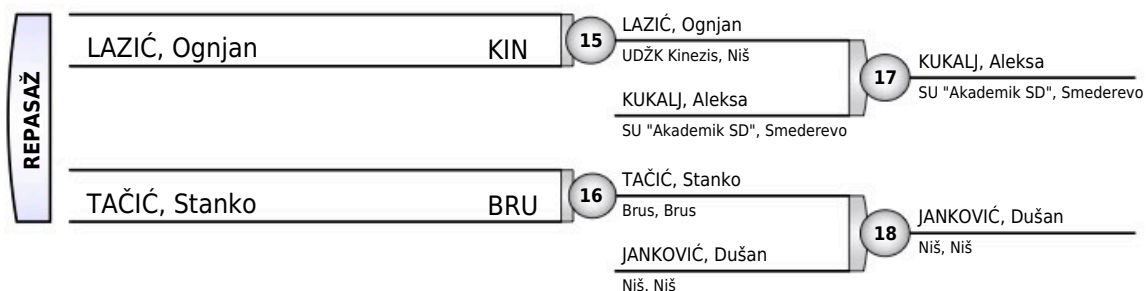 REPASAŽ
LAZIĆ, Ognjan KIN
15
LAZIĆ, Ognjan
UDŽK Kinezis, Niš
KUKALJ, Aleksa
SU "Akademik SD", Smederevo
17
KUKALJ, Aleksa
SU "Akademik SD", Smederevo
TAČIĆ, Stanko BRU
16
TAČIĆ, Stanko
Brus, Brus
JANKOVIĆ, Dušan
Niš, Niš
18
JANKOVIĆ, Dušan
Niš, Niš